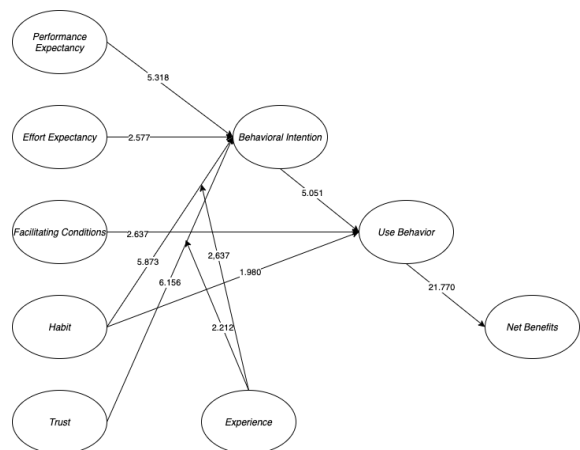 Performance
Expectancy
5.318
Effort Expectancy
2.577
Behavioral Intention
5.051
Facilitating Conditions
2.637
Use Behavior
2,637
5.873
1.980
6.156
21.770
Habit
2.212
Net Benefits
Trust
Experience